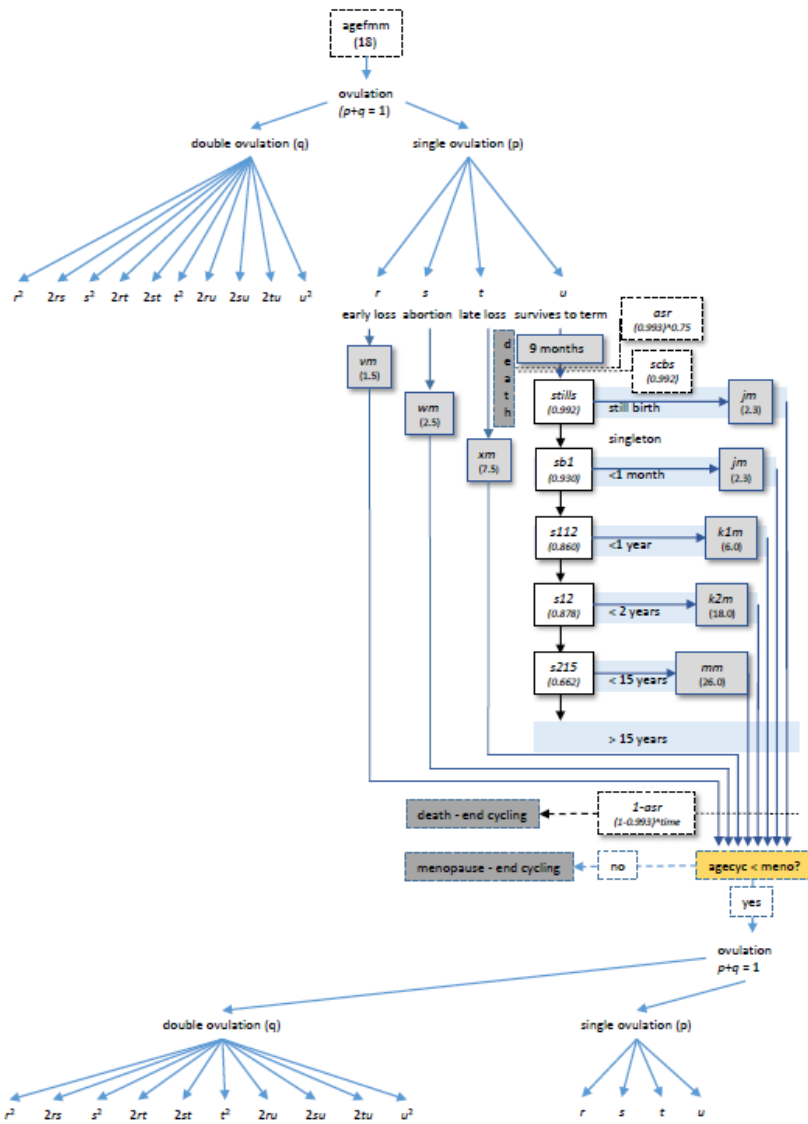 agefmm
(18)
ovulation
(p+q = 1)
double ovulation (q)
single ovulation (p)
r² 2rs s² 2rt 2st t² 2ru 2su 2tu u²
r s t u
early loss abortion late loss survives to term
asr
(0.993)^0.75
death
9 months
scbs
(0.992)
vm
(1.5)
wm
(2.5)
xm
(7.5)
stills
(0.992)
still birth
jm
(2.3)
singleton
sb1
(0.930)
<1 month
jm
(2.3)
s112
(0.860)
<1 year
k1m
(6.0)
s12
(0.878)
< 2 years
k2m
(18.0)
s215
(0.662)
< 15 years
mm
(26.0)
> 15 years
death - end cycling
1-asr
(1-0.993)^time
menopause - end cycling
no
agecyc < meno?
yes
ovulation
p+q = 1
double ovulation (q)
single ovulation (p)
r² 2rs s² 2rt 2st t² 2ru 2su 2tu u²
r s t u